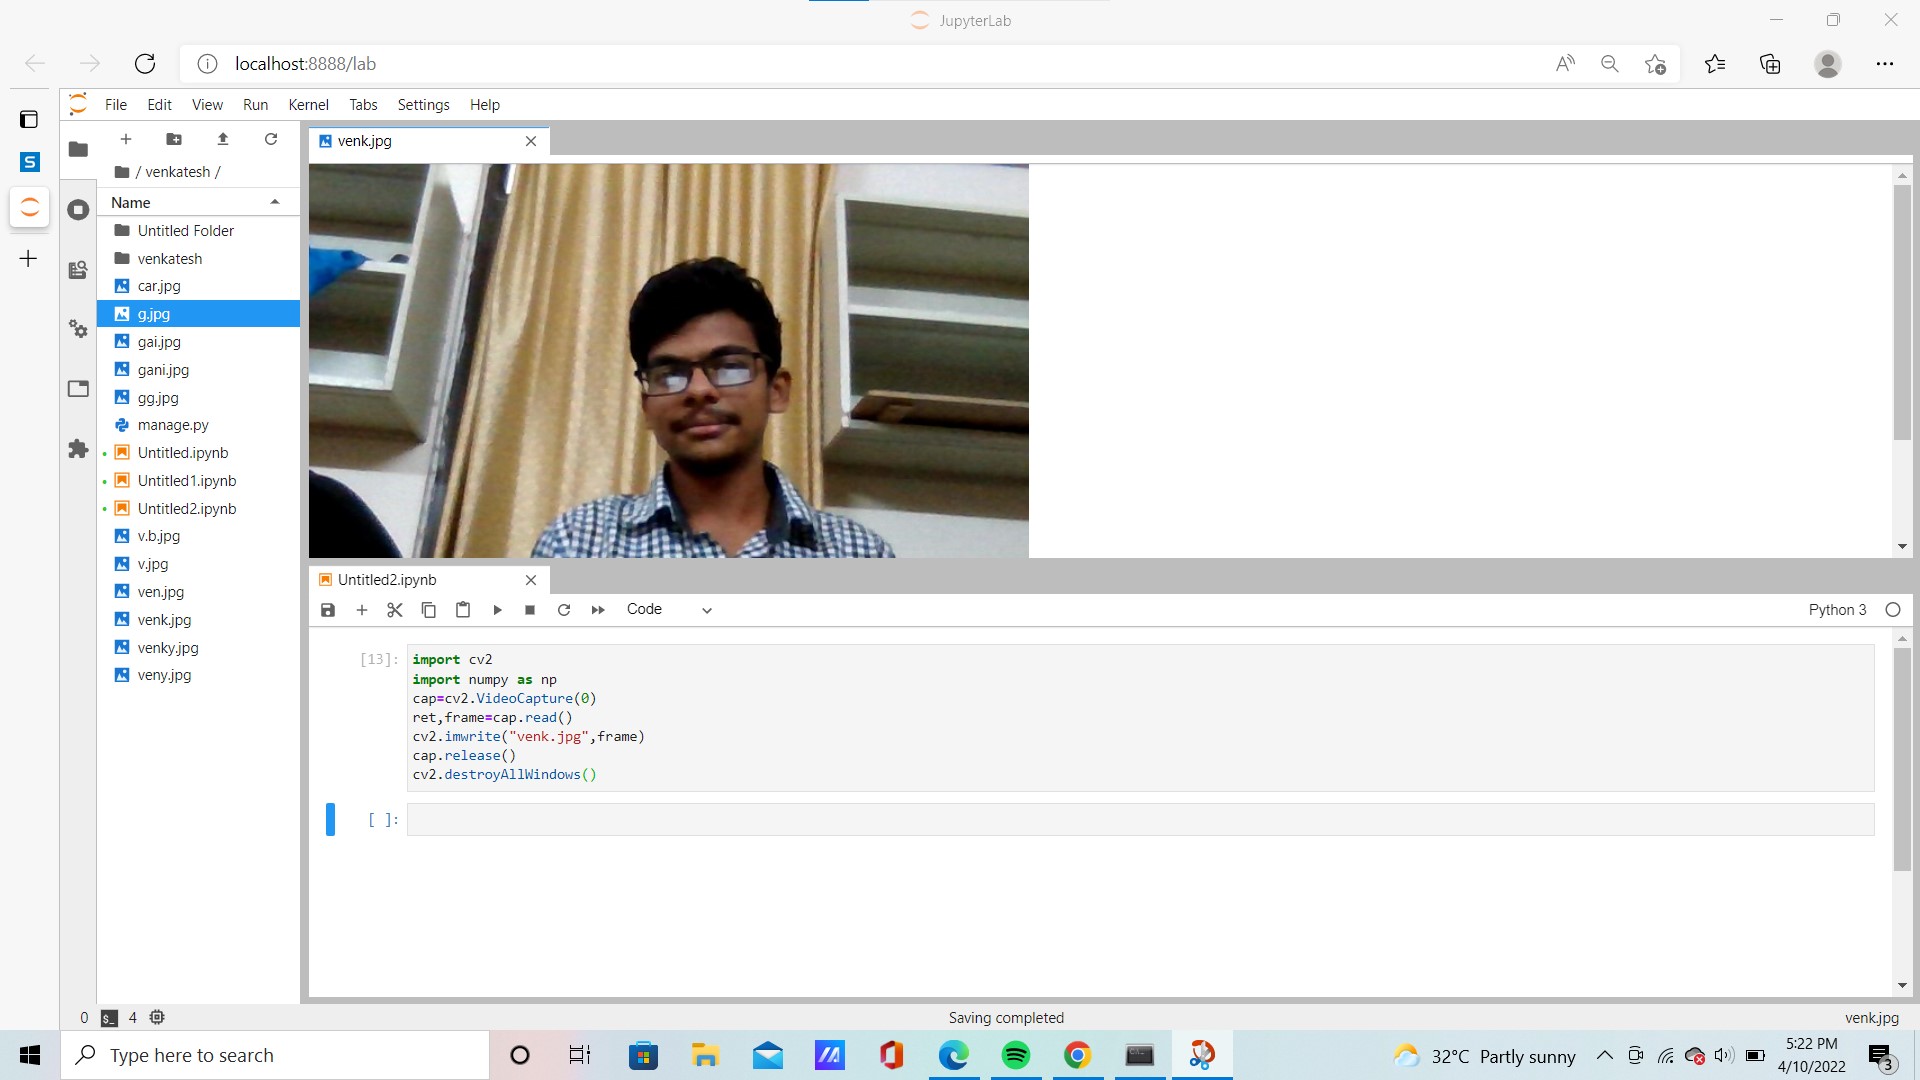 JupyterLab
localhost:8888/lab
File Edit View Run Kernel Tabs Settings Help
S
/ venkatesh /
Name
Untitled Folder
venkatesh
car.jpg
g.jpg
gai.jpg
gani.jpg
gg.jpg
manage.py
Untitled.ipynb
Untitled1.ipynb
Untitled2.ipynb
v.b.jpg
v.jpg
ven.jpg
venk.jpg
venky.jpg
veny.jpg
venk.jpg
Untitled2.ipynb
Code
Python 3
[13]:
import cv2
import numpy as np
cap=cv2.VideoCapture(0)
ret,frame=cap.read()
cv2.imwrite("venk.jpg",frame)
cap.release()
cv2.destroyAllWindows()
[ ]:
0 $_ 4
Saving completed
venk.jpg
Type here to search
32°C Partly sunny
5:22 PM
4/10/2022
3